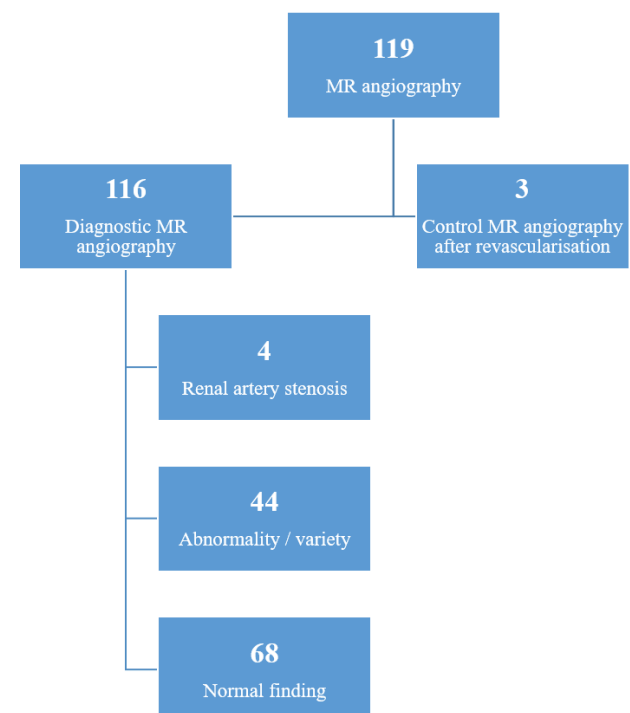 119
MR angiography
116
Diagnostic MR
angiography
3
Control MR angiography
after revascularisation
4
Renal artery stenosis
44
Abnormality / variety
68
Normal finding